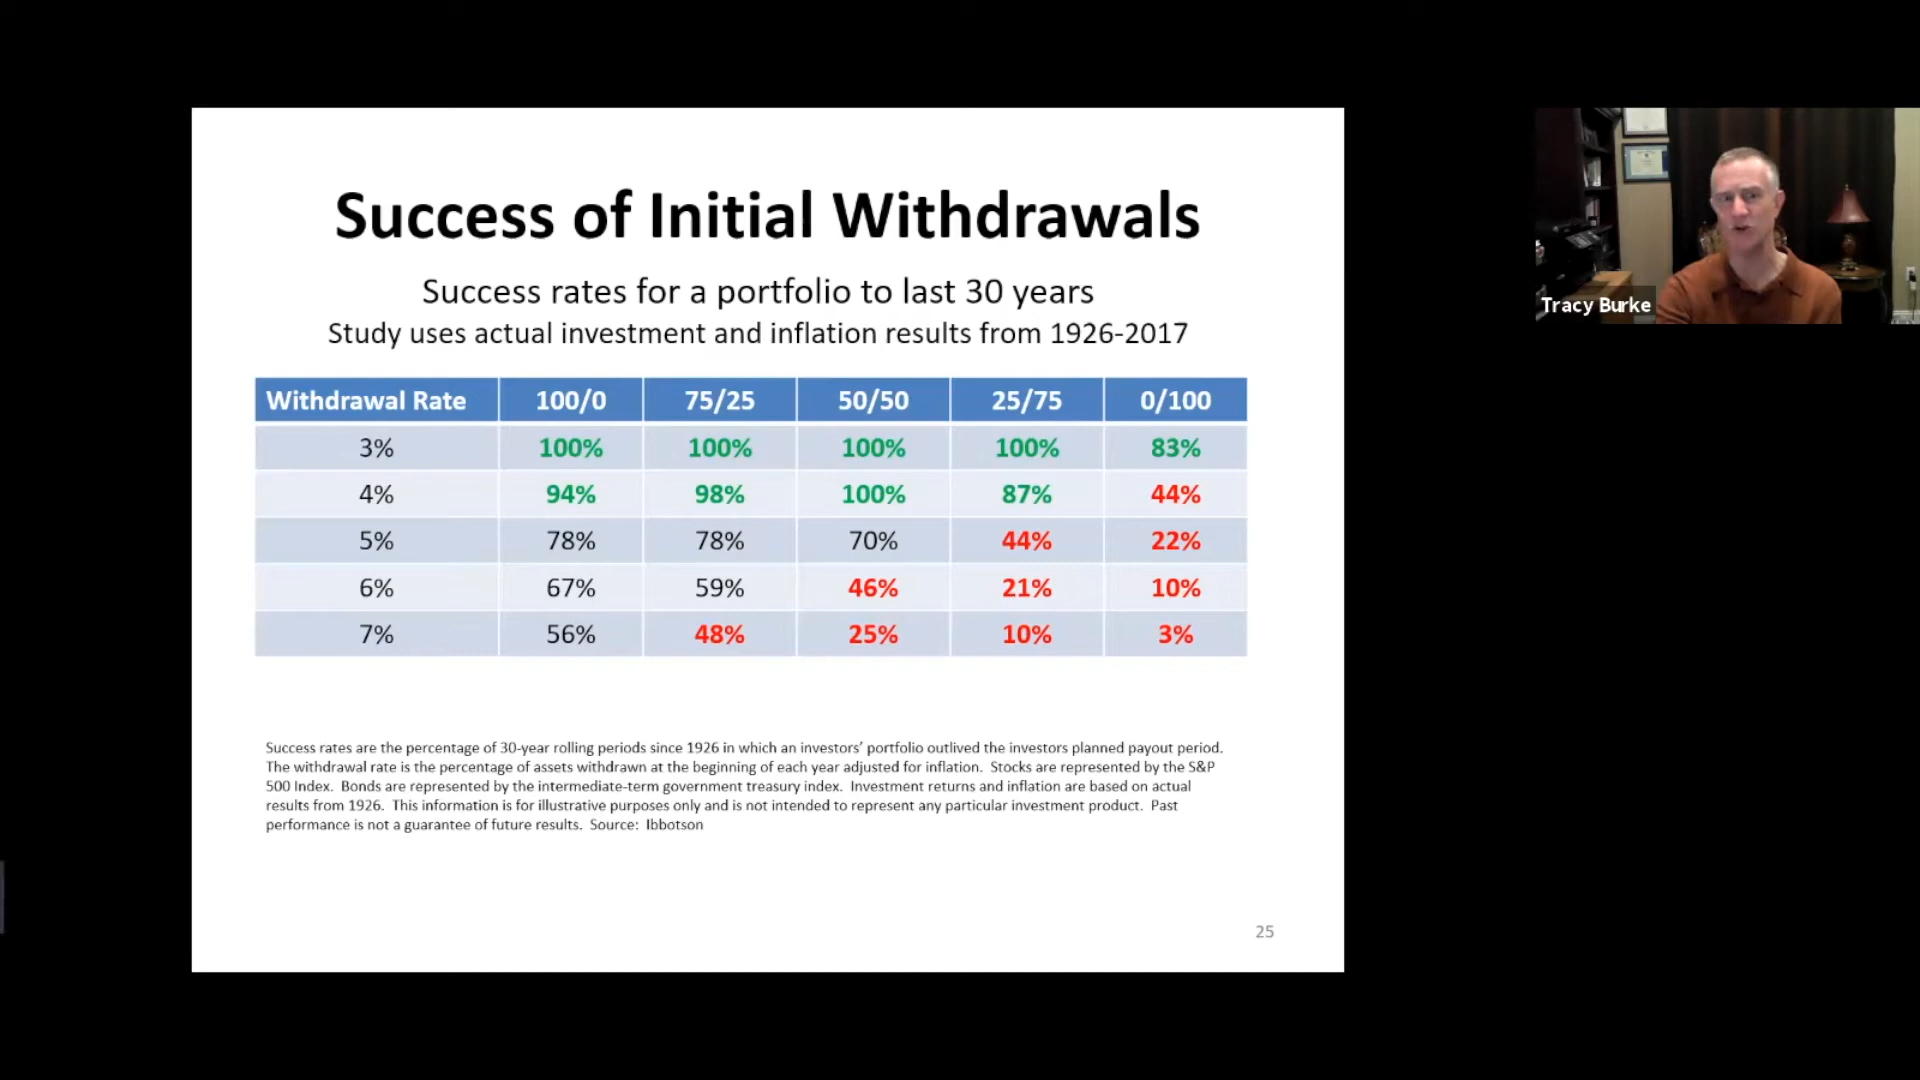 Success of Initial Withdrawals
Success rates for a portfolio to last 30 years
Study uses actual investment and inflation results from 1926-2017
Withdrawal Rate 100/0 75/25 50/50 25/75 0/100
3% 100% 100% 100% 100% 83%
4% 94% 98% 100% 87% 44%
5% 78% 78% 70% 44% 22%
6% 67% 59% 46% 21% 10%
7% 56% 48% 25% 10% 3%
Success rates are the percentage of 30-year rolling periods since 1926 in which an investors’ portfolio outlived the investors planned payout period.
The withdrawal rate is the percentage of assets withdrawn at the beginning of each year adjusted for inflation. Stocks are represented by the S&P
500 Index. Bonds are represented by the intermediate-term government treasury index. Investment returns and inflation are based on actual
results from 1926. This information is for illustrative purposes only and is not intended to represent any particular investment product. Past
performance is not a guarantee of future results. Source: Ibbotson
25
Tracy Burke